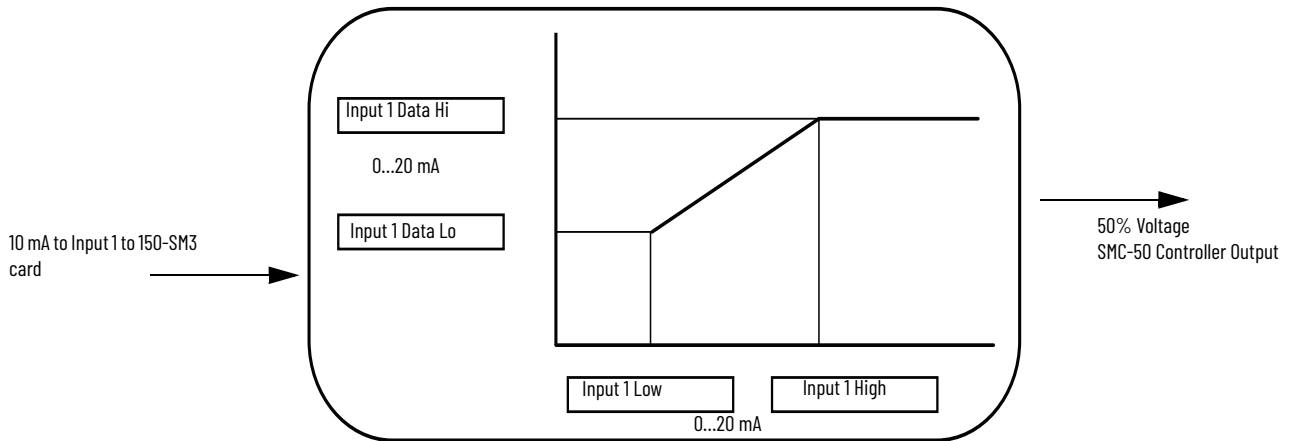 Input 1 Data Hi
0...20 mA
Input 1 Data Lo
10 mA to Input 1 to 150-SM3
card
50% Voltage
SMC-50 Controller Output
Input 1 Low
Input 1 High
0...20 mA